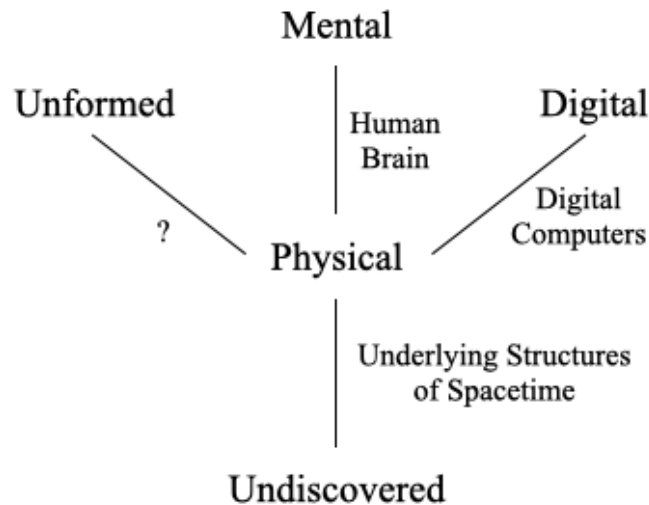 Mental
Unformed
Digital
Human
Brain
Digital
Computers
?
Physical
Underlying Structures
of Spacetime
Undiscovered